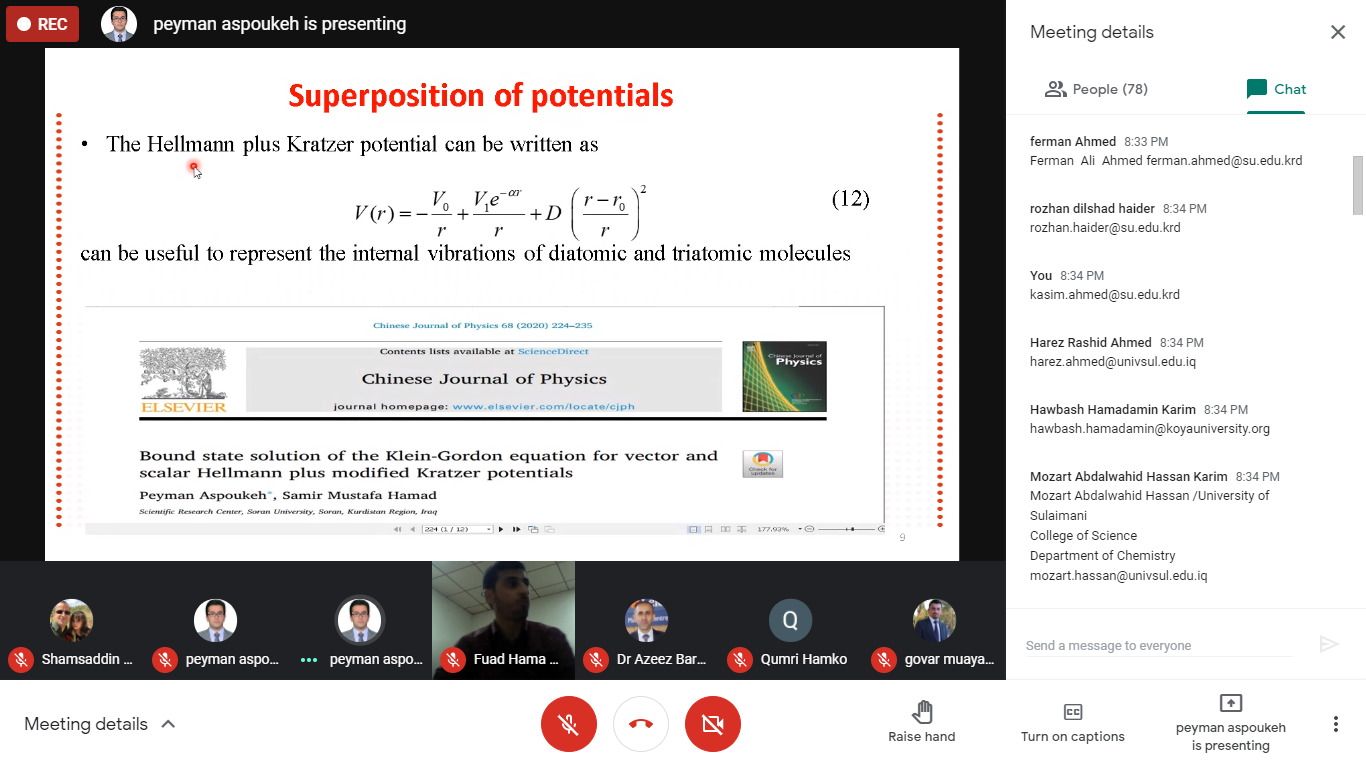 REC
peyman aspoukeh is presenting
Superposition of potentials
• The Hellmann plus Kratzer potential can be written as
V(r) = − V₀/r + V₁e^(−αr)/r + D ((r − r₀)/r)² (12)
can be useful to represent the internal vibrations of diatomic and triatomic molecules
Chinese Journal of Physics 68 (2020) 224–235
Contents lists available at ScienceDirect
Chinese Journal of Physics
journal homepage: www.elsevier.com/locate/cjph
ELSEVIER
Chinese Journal of
Physics
Bound state solution of the Klein-Gordon equation for vector and
scalar Hellmann plus modified Kratzer potentials
Check for
updates
Peyman Aspoukeh*, Samir Mustafa Hamad
Scientific Research Center, Soran University, Soran, Kurdistan Region, Iraq
224 (1 / 12)
177.93%
9
Shamsaddin ...
peyman aspo...
peyman aspo...
Fuad Hama ...
Dr Azeez Bar...
Q
Qumri Hamko
govar muaya...
Meeting details
People (78)
Chat
ferman Ahmed 8:33 PM
Ferman Ali Ahmed ferman.ahmed@su.edu.krd
rozhan dilshad haider 8:34 PM
rozhan.haider@su.edu.krd
You 8:34 PM
kasim.ahmed@su.edu.krd
Harez Rashid Ahmed 8:34 PM
harez.ahmed@univsul.edu.iq
Hawbash Hamadamin Karim 8:34 PM
hawbash.hamadamin@koyauniversity.org
Mozart Abdalwahid Hassan Karim 8:34 PM
Mozart Abdalwahid Hassan /University of
Sulaimani
College of Science
Department of Chemistry
mozart.hassan@univsul.edu.iq
Send a message to everyone
Meeting details
Raise hand
CC
Turn on captions
peyman aspoukeh
is presenting